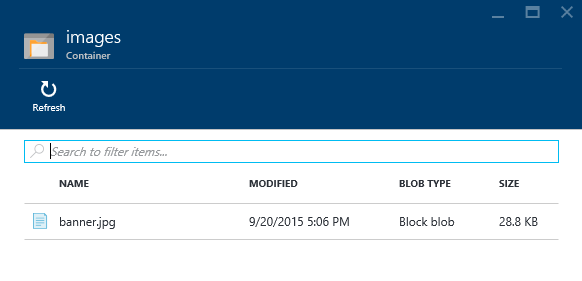 images
Container
Refresh
Search to filter items...
NAME MODIFIED BLOB TYPE SIZE
banner.jpg 9/20/2015 5:06 PM Block blob 28.8 KB